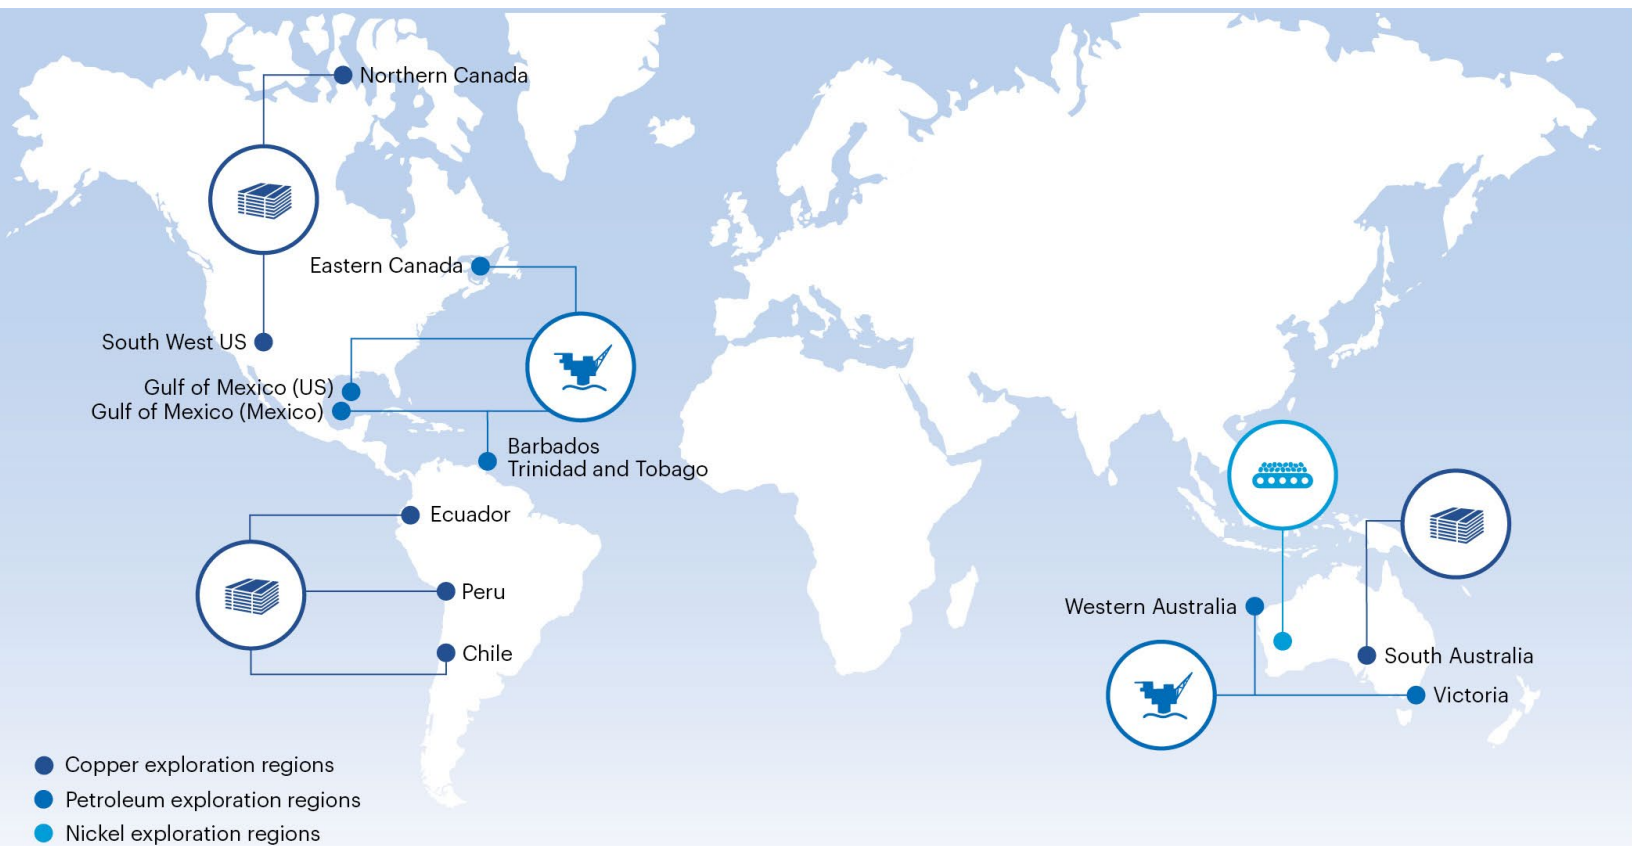 Northern Canada
Eastern Canada
South West US
Gulf of Mexico (US)
Gulf of Mexico (Mexico)
Barbados
Trinidad and Tobago
Ecuador
Peru
Chile
Western Australia
South Australia
Victoria
Copper exploration regions
Petroleum exploration regions
Nickel exploration regions